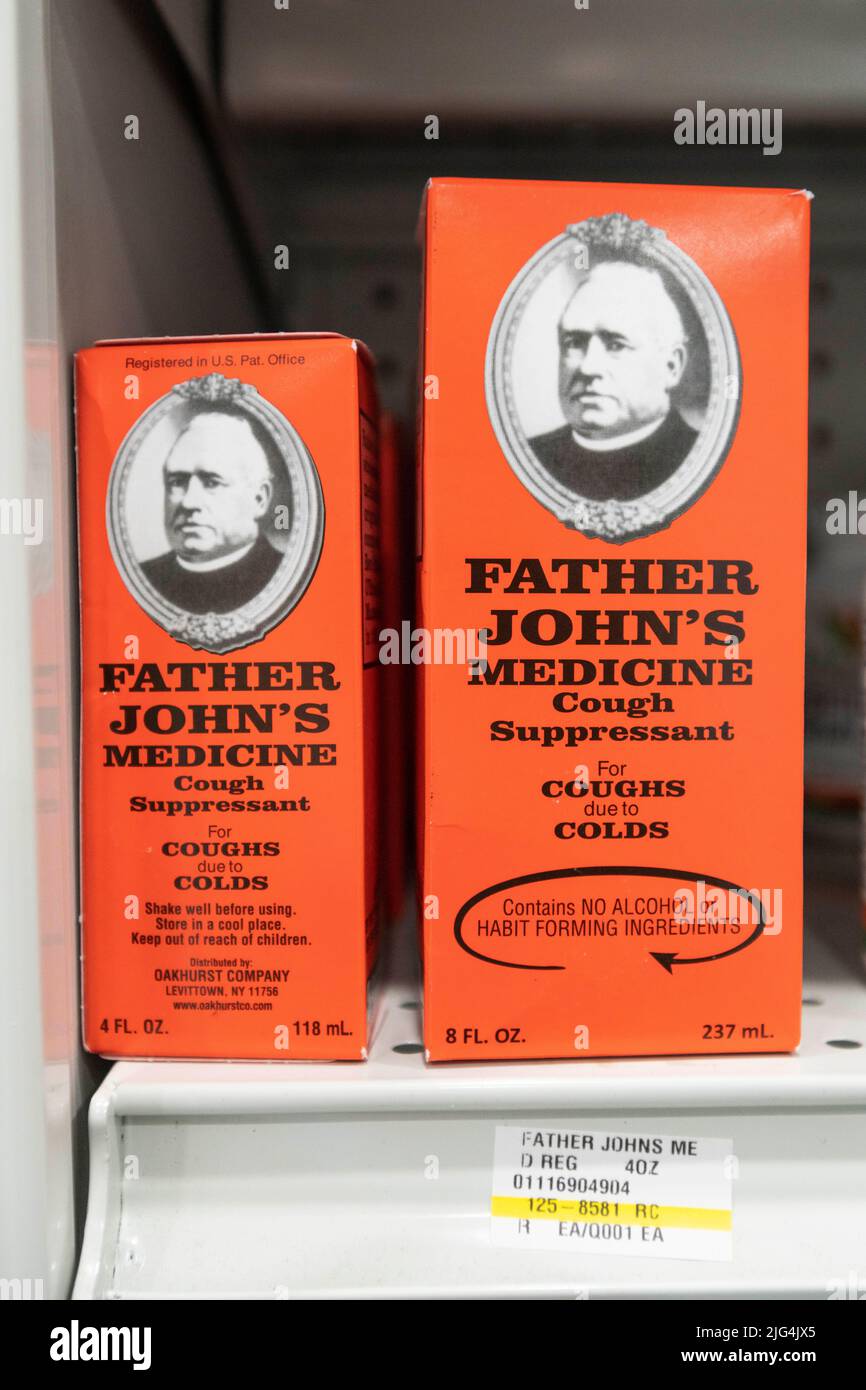 Registered in U.S. Pat. Office
FATHER
JOHN'S
MEDICINE
Cough
Suppressant
For
COUGHS
due to
COLDS
Shake well before using.
Store in a cool place.
Keep out of reach of children.
Distributed by:
OAKHURST COMPANY
LEVITTOWN, NY 11756
www.oakhurstco.com
4 FL. OZ. 118 mL.
FATHER
JOHN'S
MEDICINE
Cough
Suppressant
For
COUGHS
due to
COLDS
Contains NO ALCOHOL or
HABIT FORMING INGREDIENTS
8 FL. OZ. 237 mL.
FATHER JOHNS ME
D REG 4OZ
01116904904
125-8581 RC
R EA/Q001 EA
alamy
Image ID: 2JG4JX5
www.alamy.com